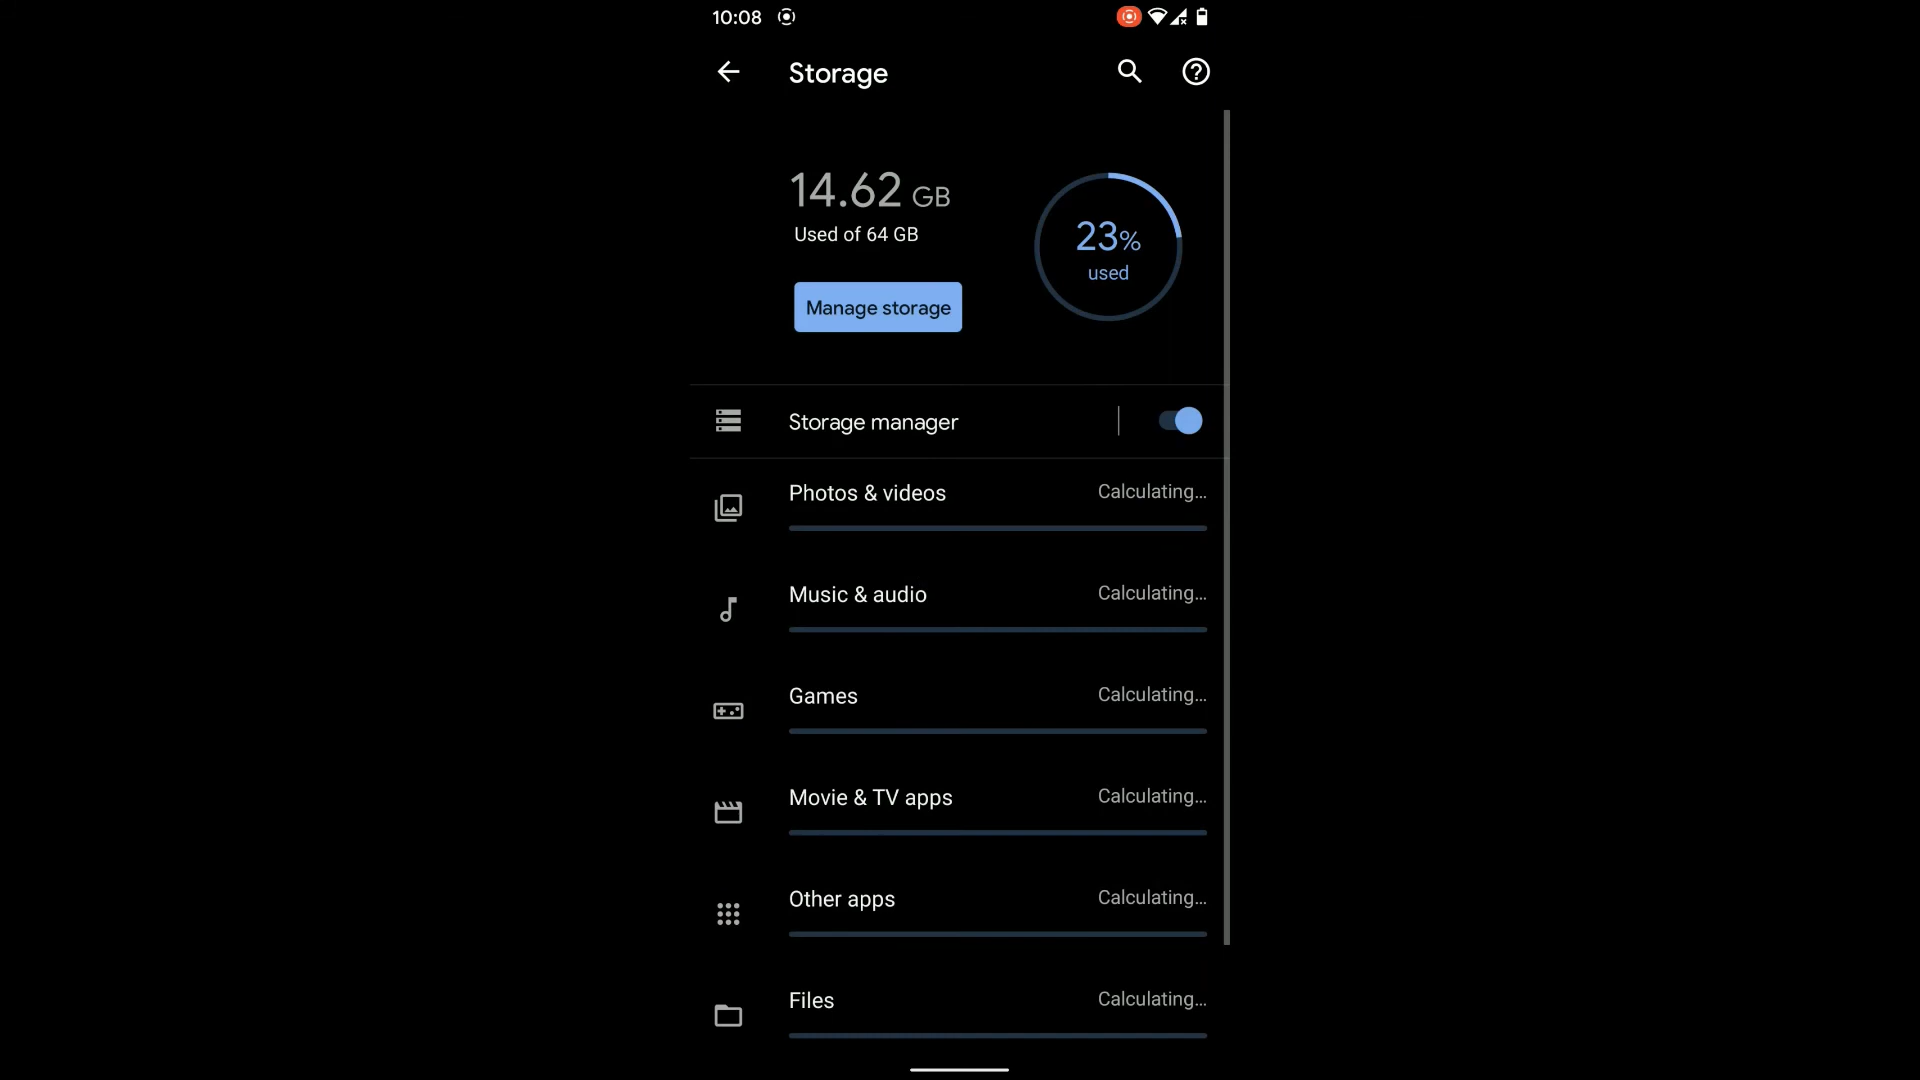 10:08
Storage
14.62 GB
Used of 64 GB
23%
used
Manage storage
Storage manager
Photos & videos Calculating...
Music & audio Calculating...
Games Calculating...
Movie & TV apps Calculating...
Other apps Calculating...
Files Calculating...